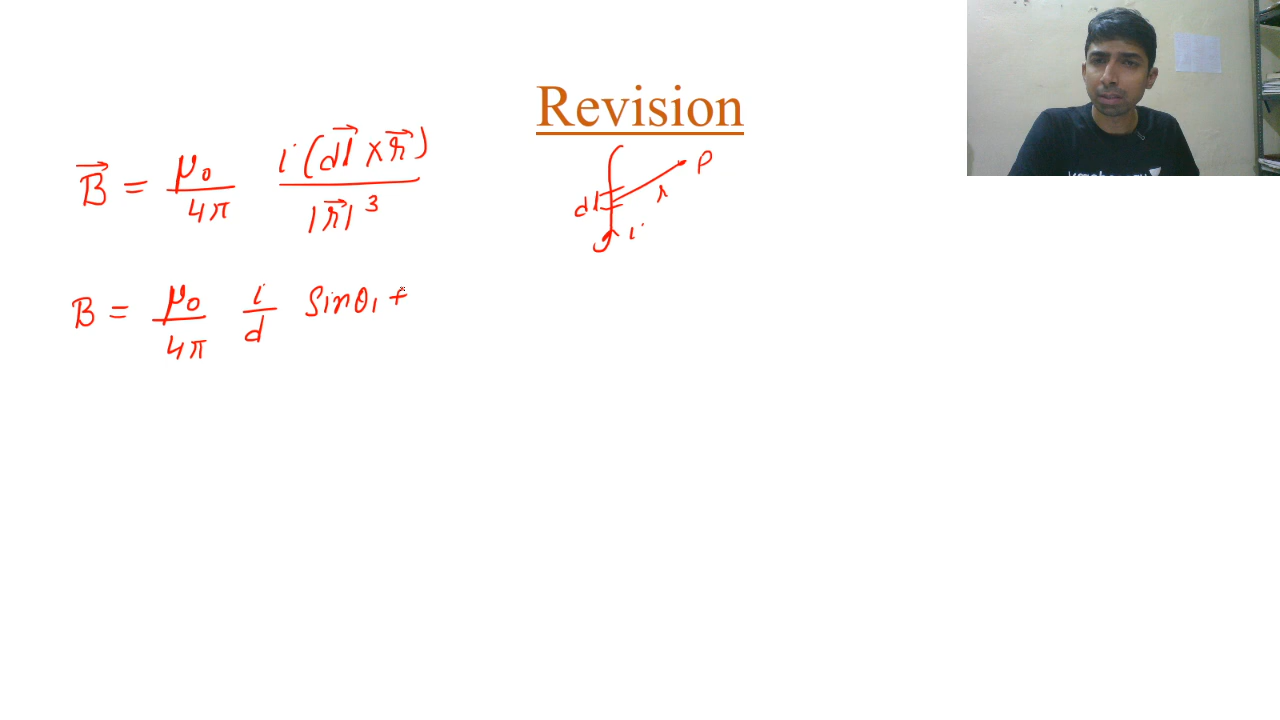 Revision
B⃗ = μ₀/4π i(dl⃗ × r⃗)/|r⃗|³
P
r
dl
i
B = μ₀/4π i/d Sinθ₁ +